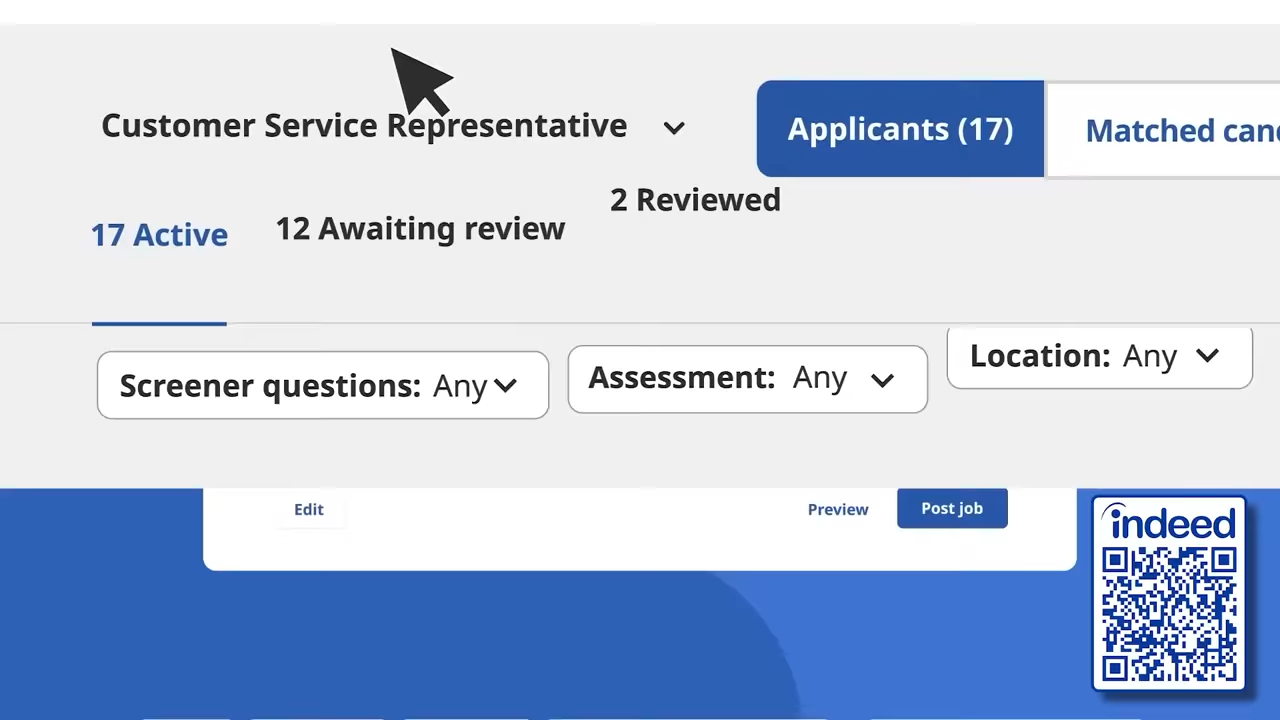 Customer Service Representative
Applicants (17)
Matched can
17 Active
12 Awaiting review
2 Reviewed
Screener questions: Any
Assessment: Any
Location: Any
Edit
Preview
Post job
indeed